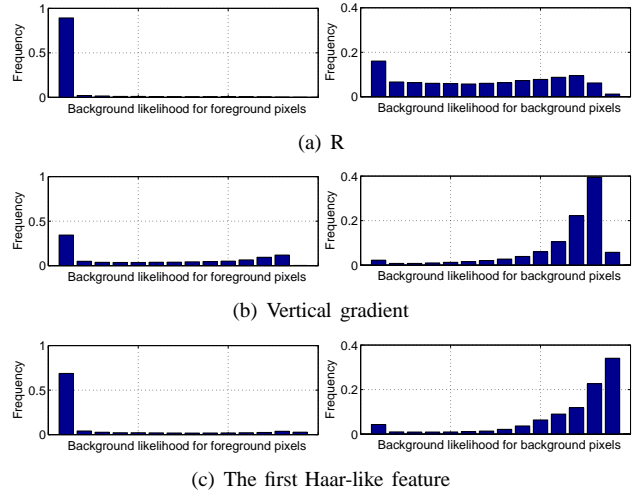 1
0.5
0
Frequency
Background likelihood for foreground pixels
0.4
0.2
0
Frequency
Background likelihood for background pixels
(a) R
1
0.5
0
Frequency
Background likelihood for foreground pixels
0.4
0.2
0
Frequency
Background likelihood for background pixels
(b) Vertical gradient
1
0.5
0
Frequency
Background likelihood for foreground pixels
0.4
0.2
0
Frequency
Background likelihood for background pixels
(c) The first Haar-like feature